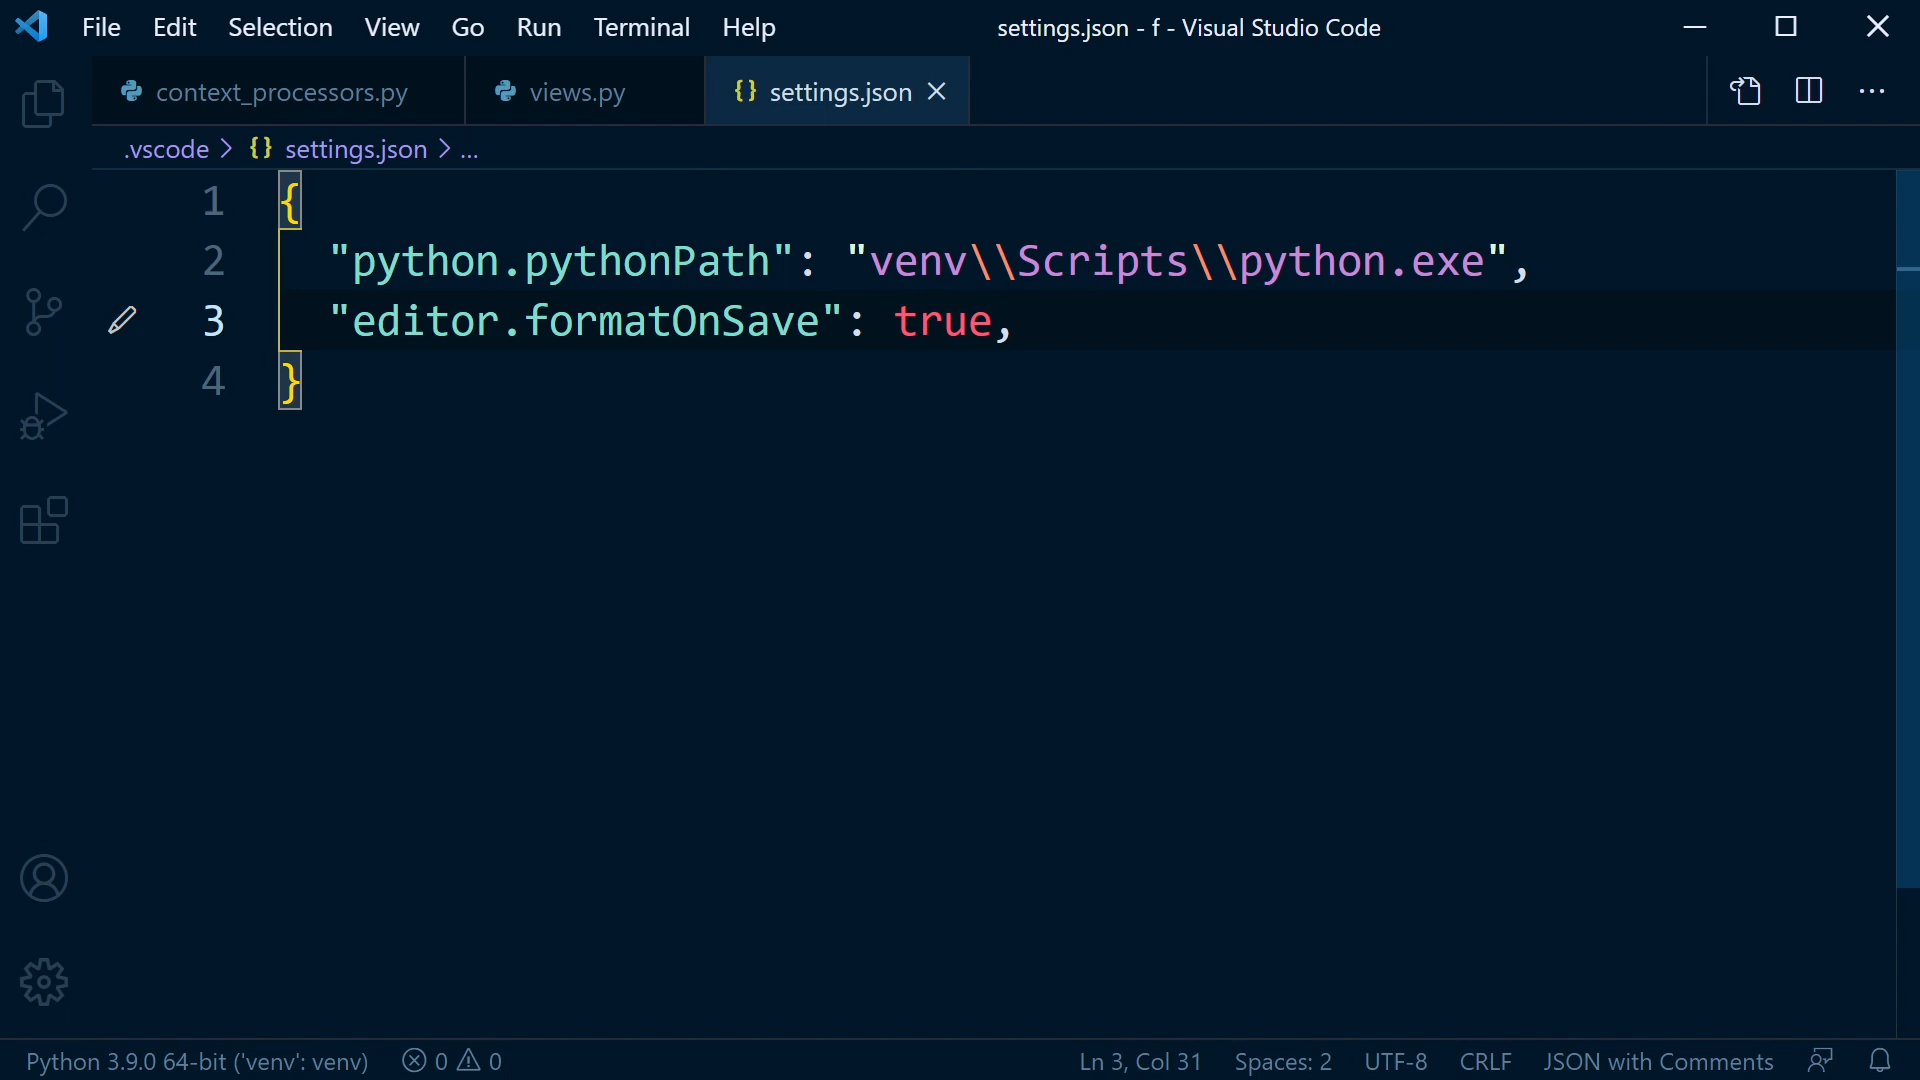 File Edit Selection View Go Run Terminal Help settings.json - f - Visual Studio Code
context_processors.py views.py {} settings.json
.vscode > {} settings.json > ...
1 {
2 "python.pythonPath": "venv\\Scripts\\python.exe",
3 "editor.formatOnSave": true,
4 }
Python 3.9.0 64-bit ('venv': venv) 0 0 Ln 3, Col 31 Spaces: 2 UTF-8 CRLF JSON with Comments